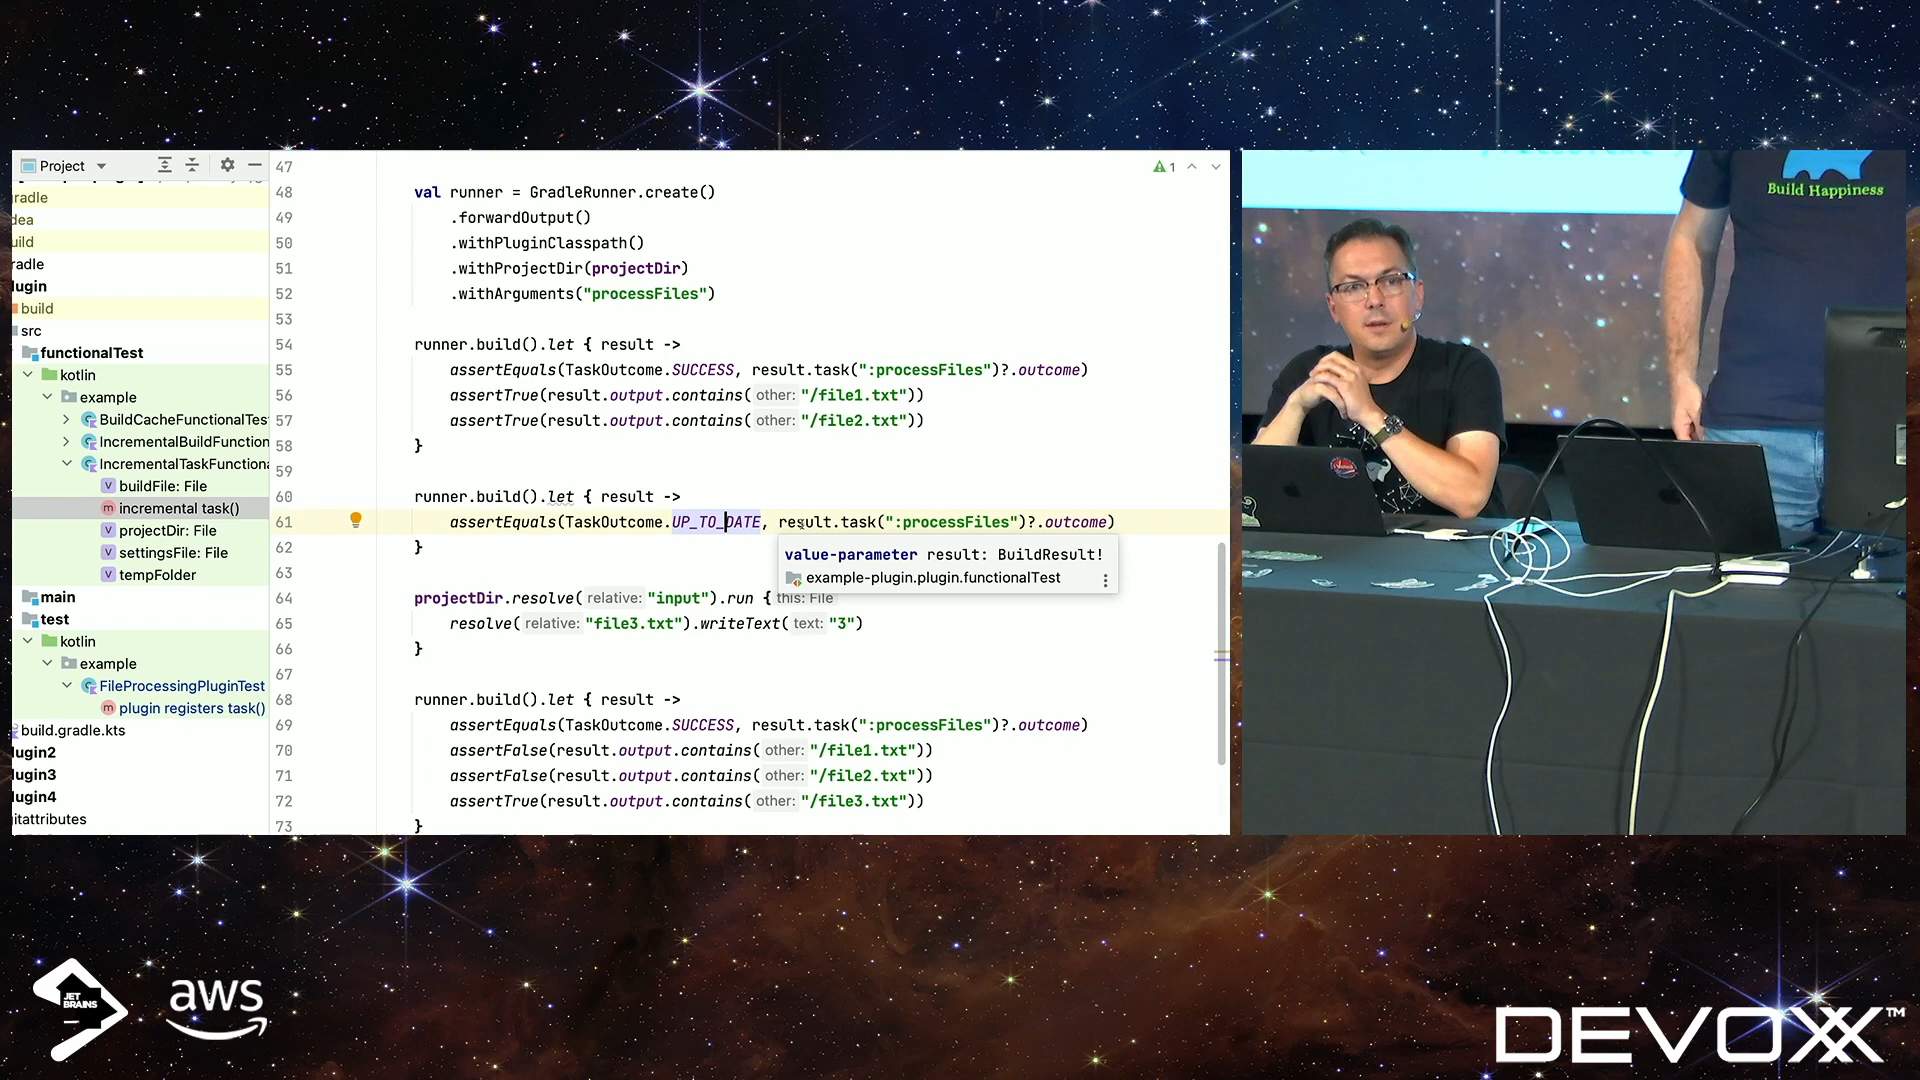 Project
radle
dea
uild
radle
lugin
build
src
functionalTest
kotlin
example
BuildCacheFunctionalTes
IncrementalBuildFunction
IncrementalTaskFunctiona
buildFile: File
incremental task()
projectDir: File
settingsFile: File
tempFolder
main
test
kotlin
example
FileProcessingPluginTest
plugin registers task()
build.gradle.kts
lugin2
lugin3
lugin4
itattributes
1
47
48 val runner = GradleRunner.create()
49 .forwardOutput()
50 .withPluginClasspath()
51 .withProjectDir(projectDir)
52 .withArguments("processFiles")
53
54 runner.build().let { result ->
55 assertEquals(TaskOutcome.SUCCESS, result.task(":processFiles")?.outcome)
56 assertTrue(result.output.contains( other: "/file1.txt"))
57 assertTrue(result.output.contains( other: "/file2.txt"))
58 }
59
60 runner.build().let { result ->
61 assertEquals(TaskOutcome.UP_TO_DATE, result.task(":processFiles")?.outcome)
62 }
value-parameter result: BuildResult!
example-plugin.plugin.functionalTest
63
64 projectDir.resolve( relative: "input").run { this: File
65 resolve( relative: "file3.txt").writeText( text: "3")
66 }
67
68 runner.build().let { result ->
69 assertEquals(TaskOutcome.SUCCESS, result.task(":processFiles")?.outcome)
70 assertFalse(result.output.contains( other: "/file1.txt"))
71 assertFalse(result.output.contains( other: "/file2.txt"))
72 assertTrue(result.output.contains( other: "/file3.txt"))
73 }
Build Happiness
JET
BRAINS
aws
DEVOXX™